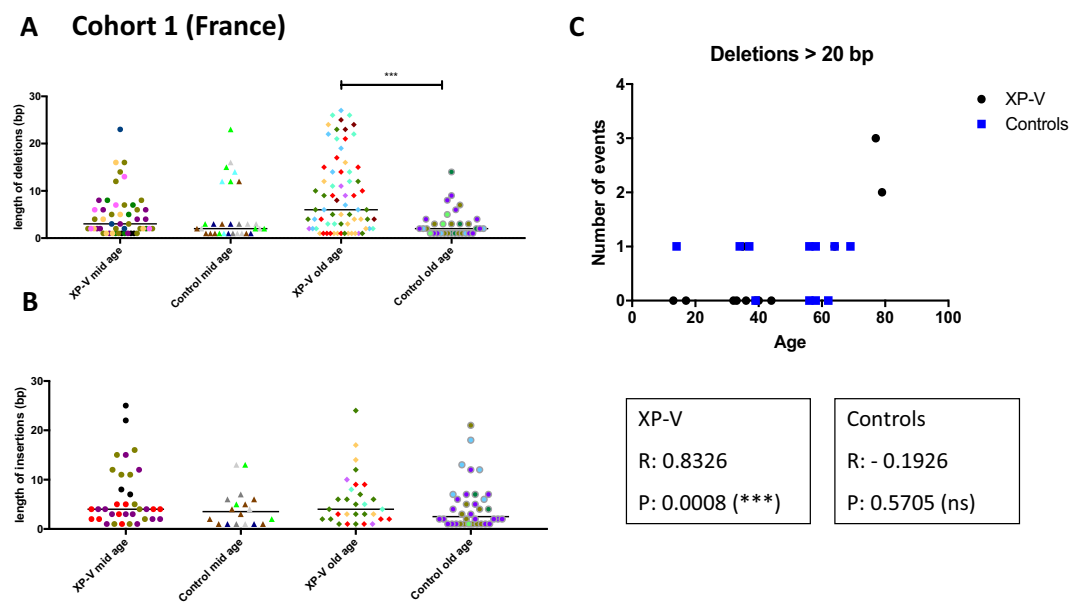 A Cohort 1 (France)
***
length of deletions (bp)
30
20
10
0
XP-V mid age
Control mid age
XP-V old age
Control old age
B
length of insertions (bp)
30
20
10
0
XP-V mid age
Control mid age
XP-V old age
Control old age
C
Deletions > 20 bp
Number of events
4
3
2
1
0
0 20 40 60 80 100
Age
XP-V
Controls
XP-V
R: 0.8326
P: 0.0008 (***)
Controls
R: - 0.1926
P: 0.5705 (ns)